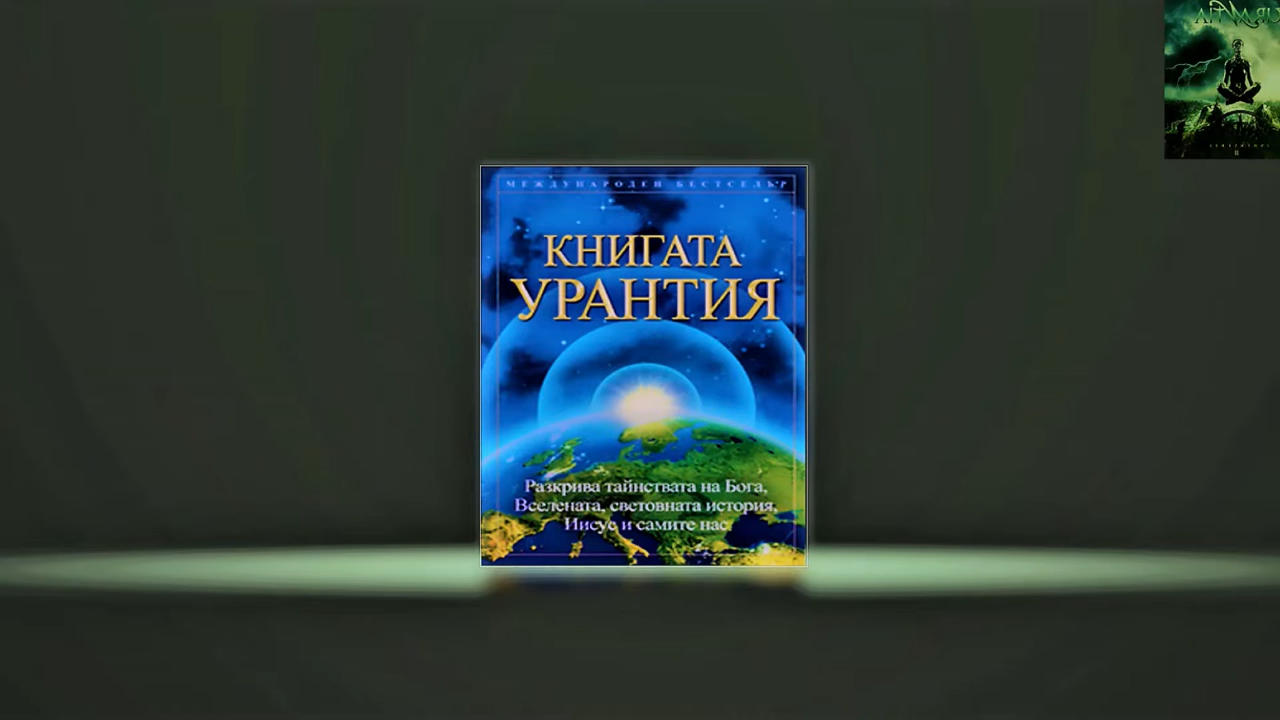 МЕЖДУНАРОДЕН БЕСТСЕЛЪР
КНИГАТА
УРАНТИЯ
Разкрива тайнствата на Бога,
Вселената, световната история,
Иисус и самите нас.